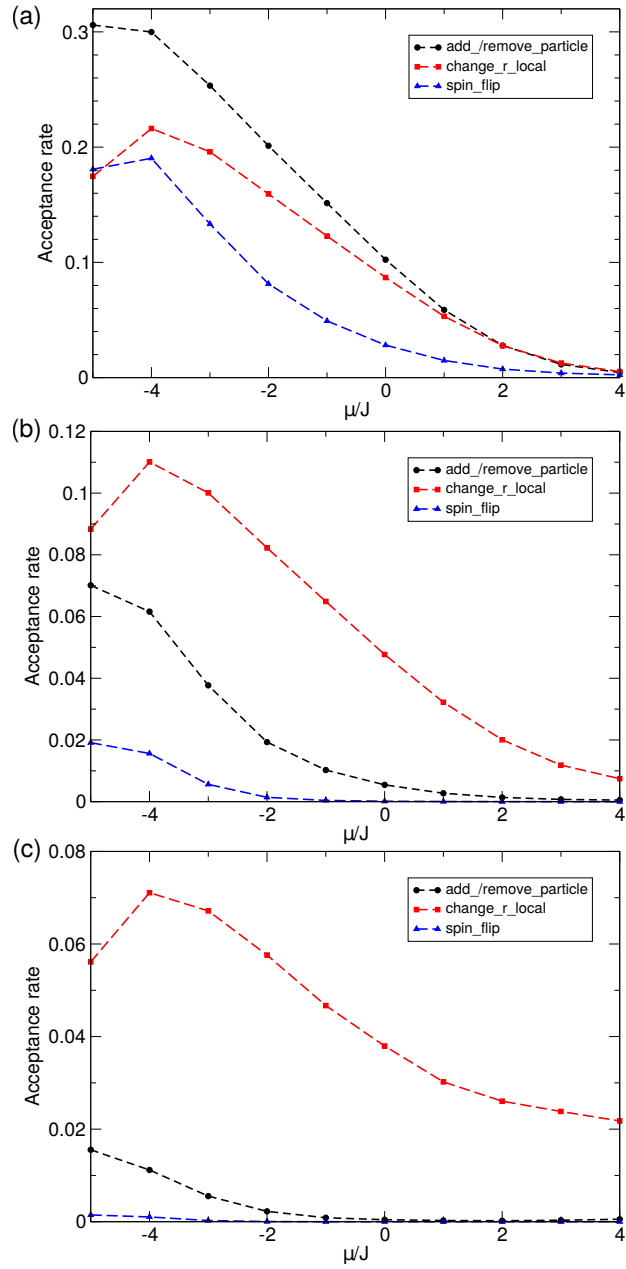 (a)
0.3
0.2
0.1
0
Acceptance rate
add_/remove_particle
change_r_local
spin_flip
-4
-2
0
2
4
μ/J
(b)
0.12
0.1
0.08
0.06
0.04
0.02
0
Acceptance rate
add_/remove_particle
change_r_local
spin_flip
-4
-2
0
2
4
μ/J
(c)
0.08
0.06
0.04
0.02
0
Acceptance rate
add_/remove_particle
change_r_local
spin_flip
-4
-2
0
2
4
μ/J